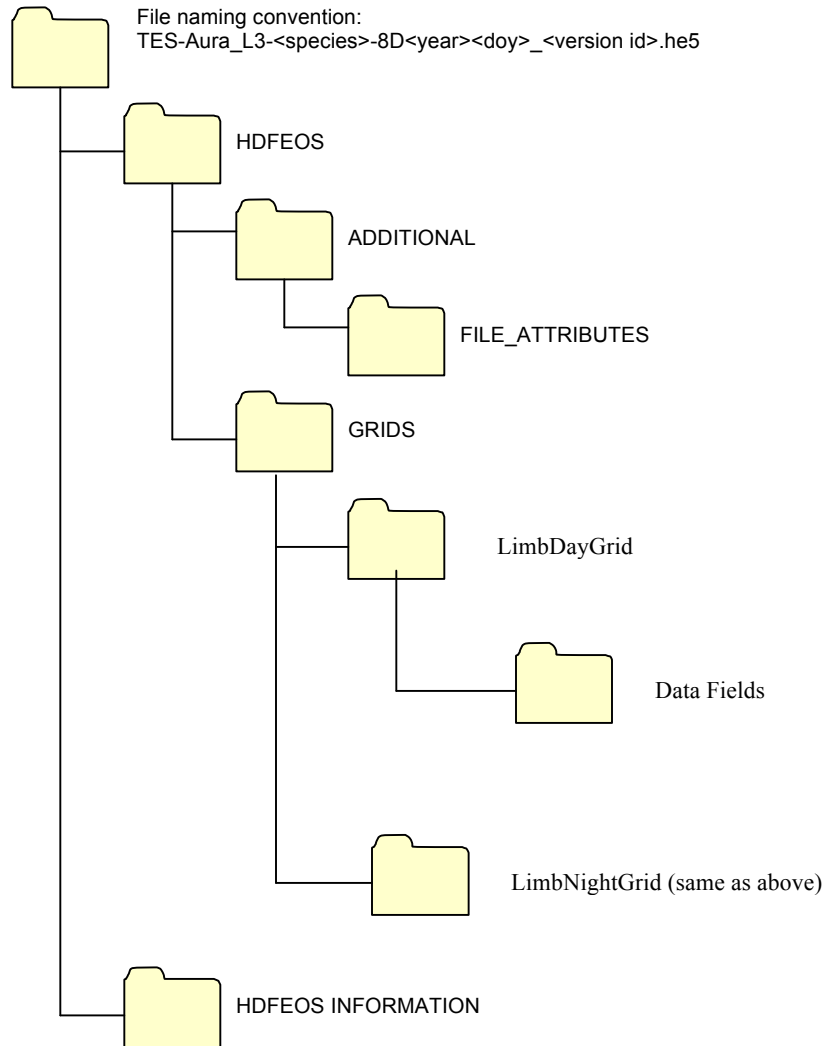 File naming convention:
TES-Aura_L3-<species>-8D<year><doy>_<version id>.he5
HDFEOS
ADDITIONAL
FILE_ATTRIBUTES
GRIDS
LimbDayGrid
Data Fields
LimbNightGrid (same as above)
HDFEOS INFORMATION